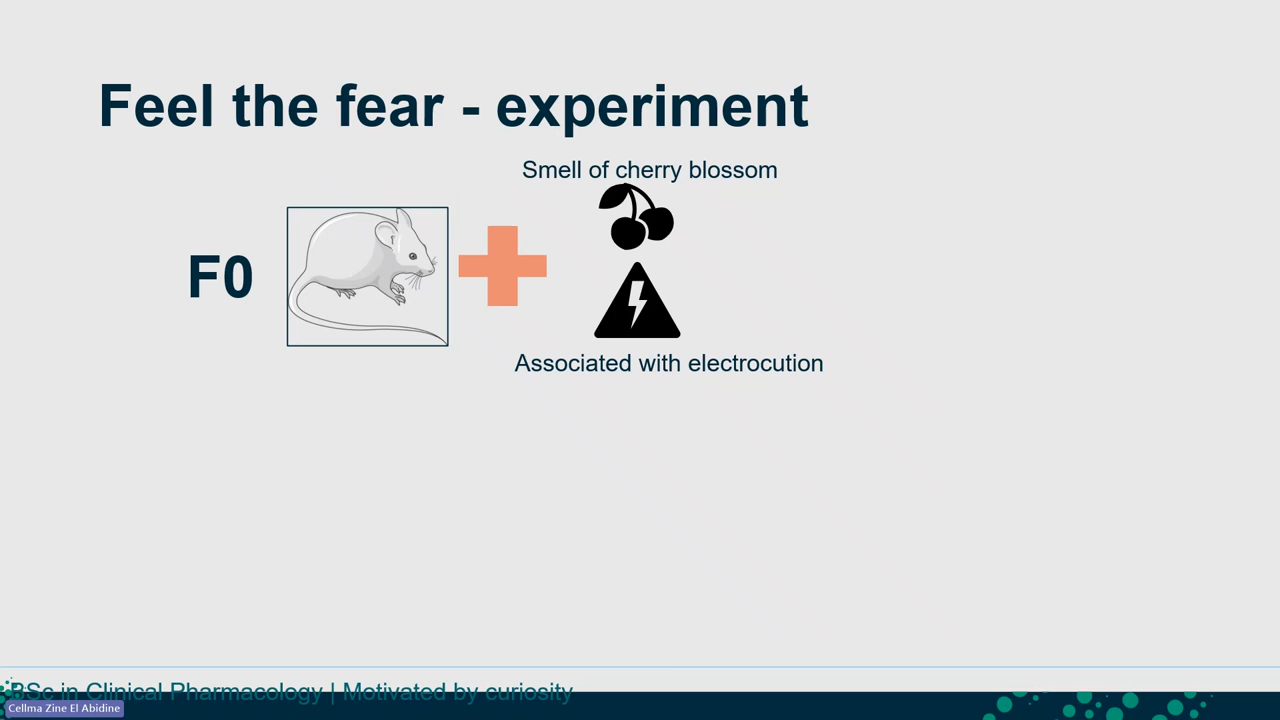 Feel the fear - experiment
Smell of cherry blossom
F0
Associated with electrocution
BSc in Clinical Pharmacology | Motivated by curiosity
Cellma Zine El Abidine